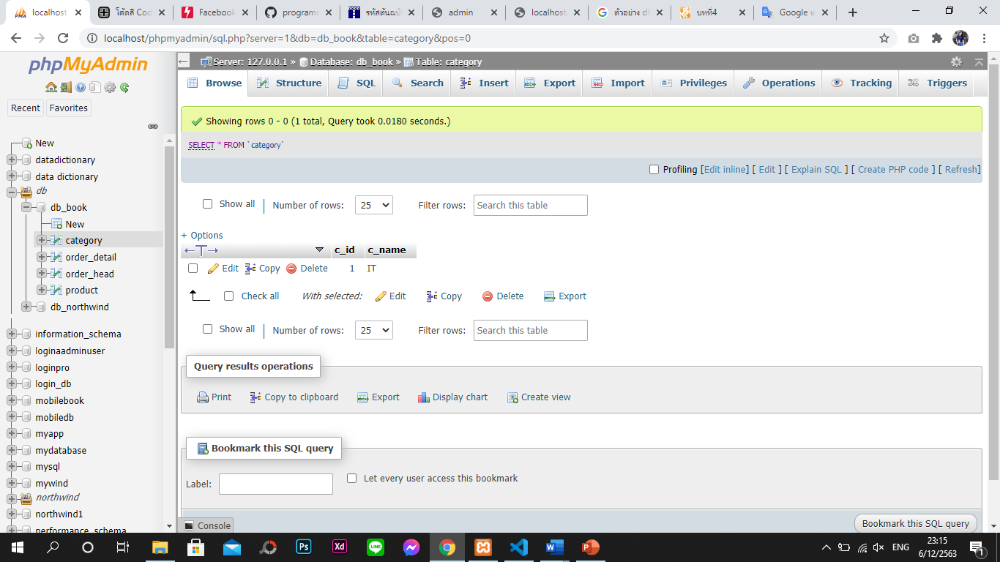 localhost
โค้ดสี Cod
Facebook
programr
รหัสต้นฉบั
admin
localhost
ตัวอย่าง df
บทที่4
Google แ
localhost/phpmyadmin/sql.php?server=1&db=db_book&table=category&pos=0
phpMyAdmin
Recent
Favorites
New
datadictionary
data dictionary
db
db_book
New
category
order_detail
order_head
product
db_northwind
information_schema
loginaadminuser
loginpro
login_db
mobilebook
mobiledb
myapp
mydatabase
mysql
mywind
northwind
northwind1
performance_schema
Server: 127.0.0.1 » Database: db_book » Table: category
Browse Structure SQL Search Insert Export Import Privileges Operations Tracking Triggers
Showing rows 0 - 0 (1 total, Query took 0.0180 seconds.)
SELECT * FROM `category`
Profiling [Edit inline] [ Edit ] [ Explain SQL ] [ Create PHP code ] [ Refresh]
Show all | Number of rows: 25 Filter rows: Search this table
+ Options
←T→ c_id c_name
Edit Copy Delete 1 IT
Check all With selected: Edit Copy Delete Export
Show all | Number of rows: 25 Filter rows: Search this table
Query results operations
Print Copy to clipboard Export Display chart Create view
Bookmark this SQL query
Label: Let every user access this bookmark
Console
Bookmark this SQL query
Ps Xd LINE W P
ENG
23:15
6/12/2563
1